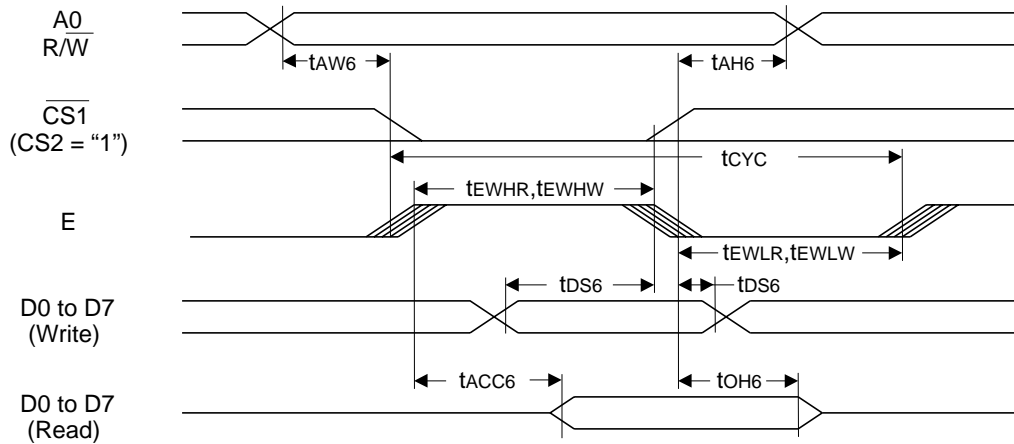 A0
R/W
tAW6
tAH6
CS1
(CS2 = “1”)
tCYC
tEWHR,tEWHW
E
tEWLR,tEWLW
tDS6
tDS6
D0 to D7
(Write)
tACC6
tOH6
D0 to D7
(Read)